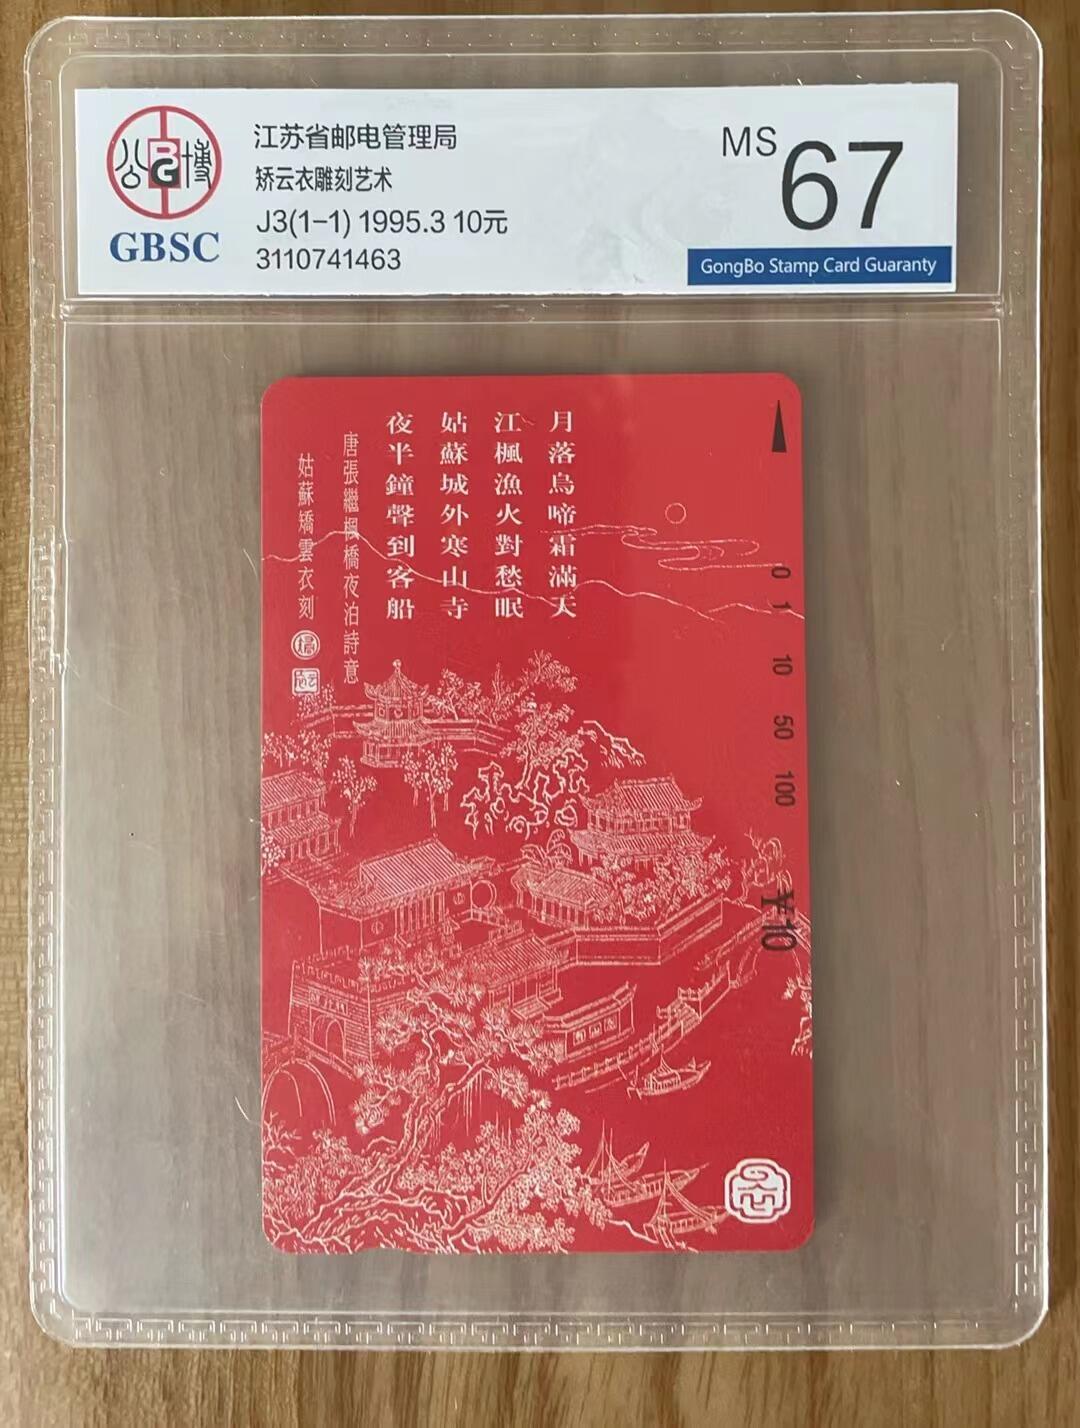 公博
BG
GBSC
江苏省邮电管理局
矫云衣雕刻艺术
J3(1-1) 1995.3 10元
3110741463
MS 67
GongBo Stamp Card Guaranty
月落烏啼霜滿天
江楓漁火對愁眠
姑蘇城外寒山寺
夜半鐘聲到客船
唐張繼楓橋夜泊詩意
姑蘇矯雲衣刻
0
1
10
50
100
¥10